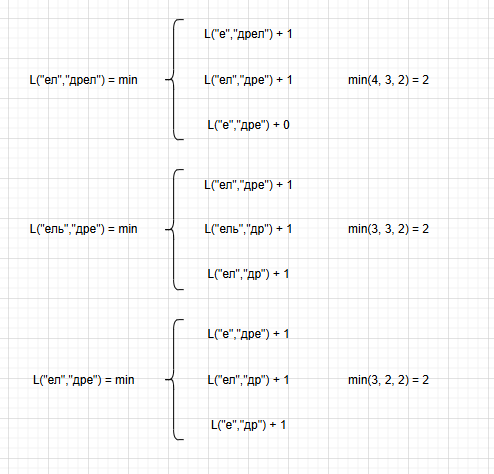 L("е","дрел") + 1
L("ел","дрел") = min L("ел","дре") + 1 min(4, 3, 2) = 2
L("е","дре") + 0
L("ел","дре") + 1
L("ель","дре") = min L("ель","др") + 1 min(3, 3, 2) = 2
L("ел","др") + 1
L("е","дре") + 1
L("ел","дре") = min L("ел","др") + 1 min(3, 2, 2) = 2
L("е","др") + 1